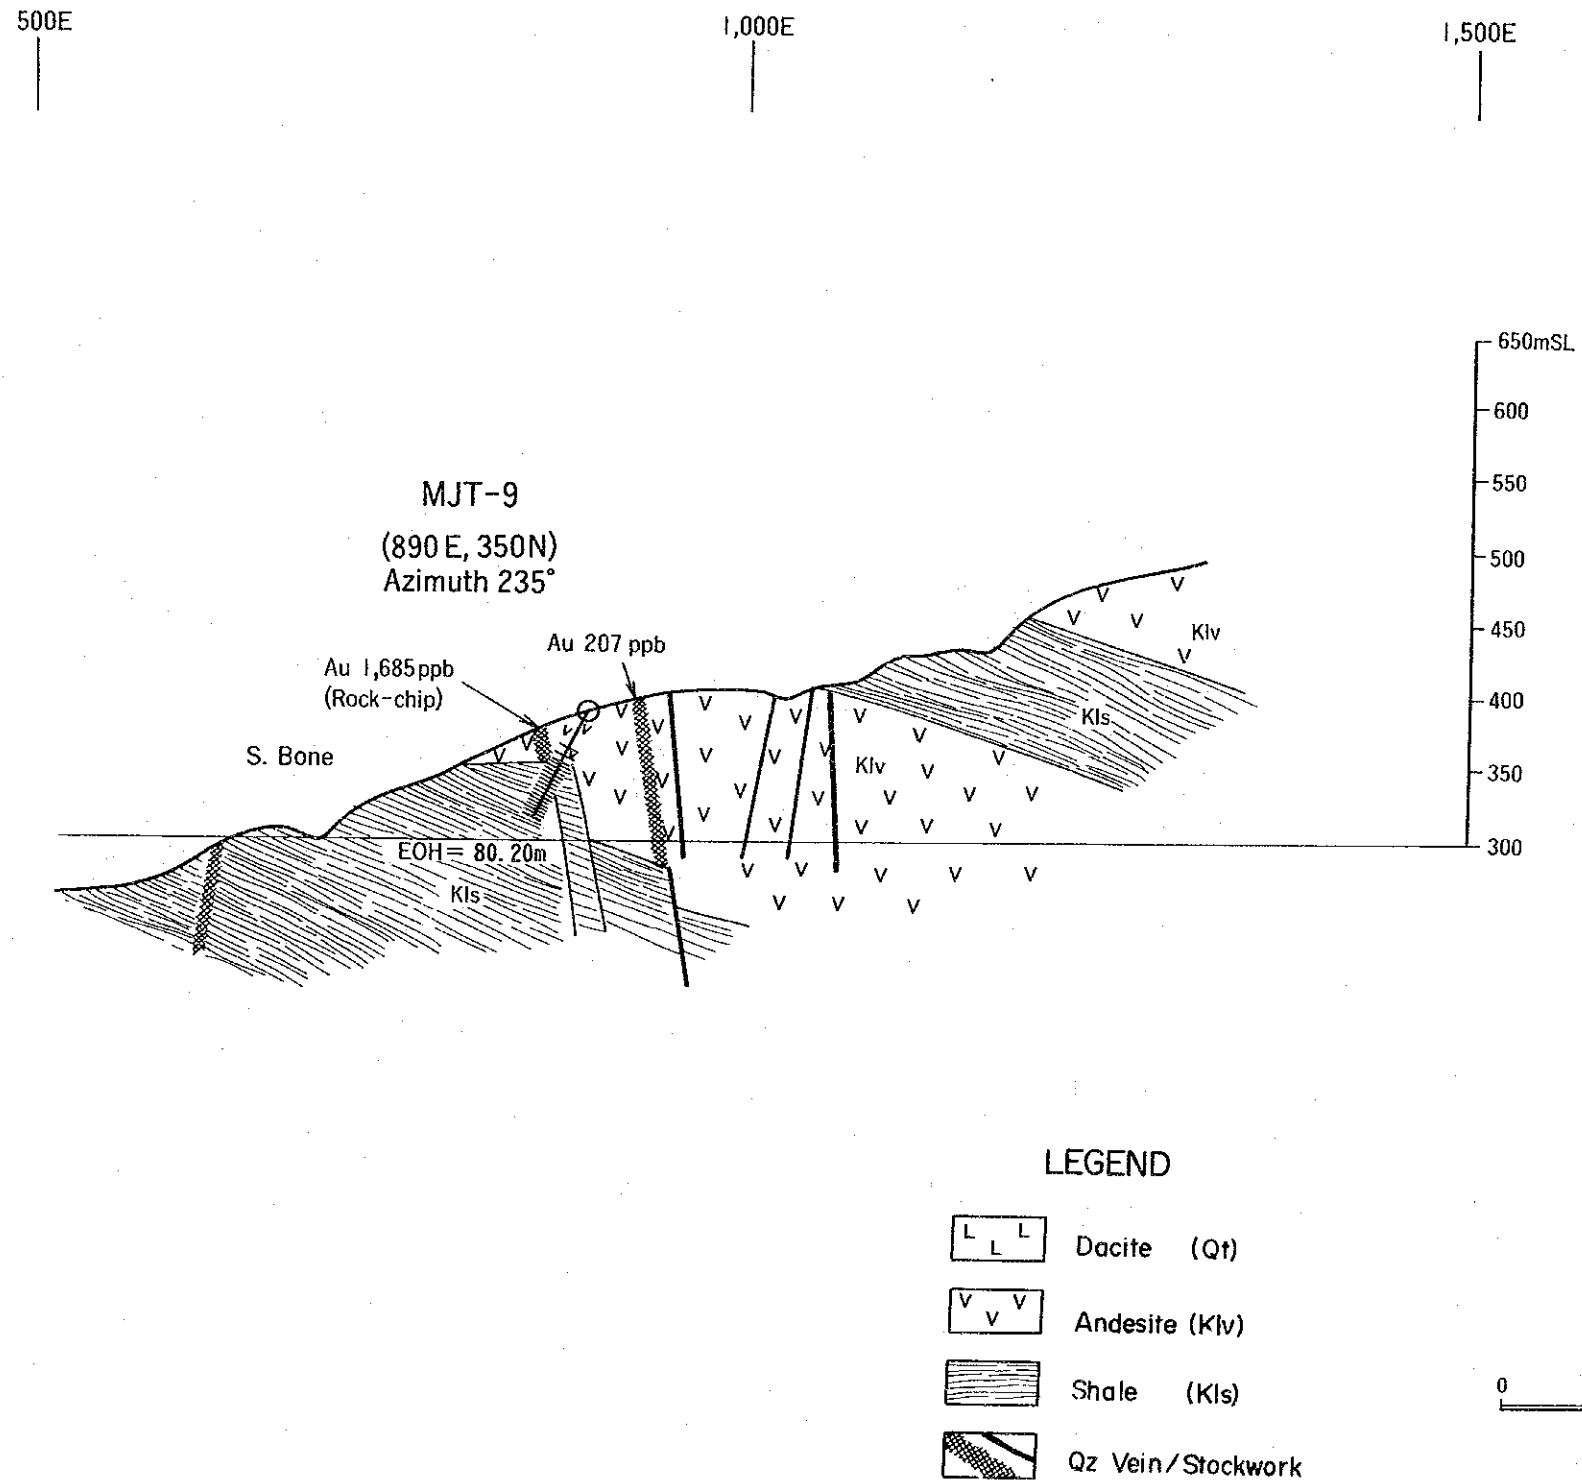 500E
1,000E
1,500E
650mSL
600
550
500
450
400
350
300
MJT-9
(890E, 350N)
Azimuth 235°
Au 207 ppb
Au 1,685ppb
(Rock-chip)
S. Bone
Klv
Kls
Klv
EOH= 80.20m
Kls
LEGEND
L L L Dacite (Qt)
V V V Andesite (Klv)
Shale (Kls)
Qz Vein/Stockwork
0